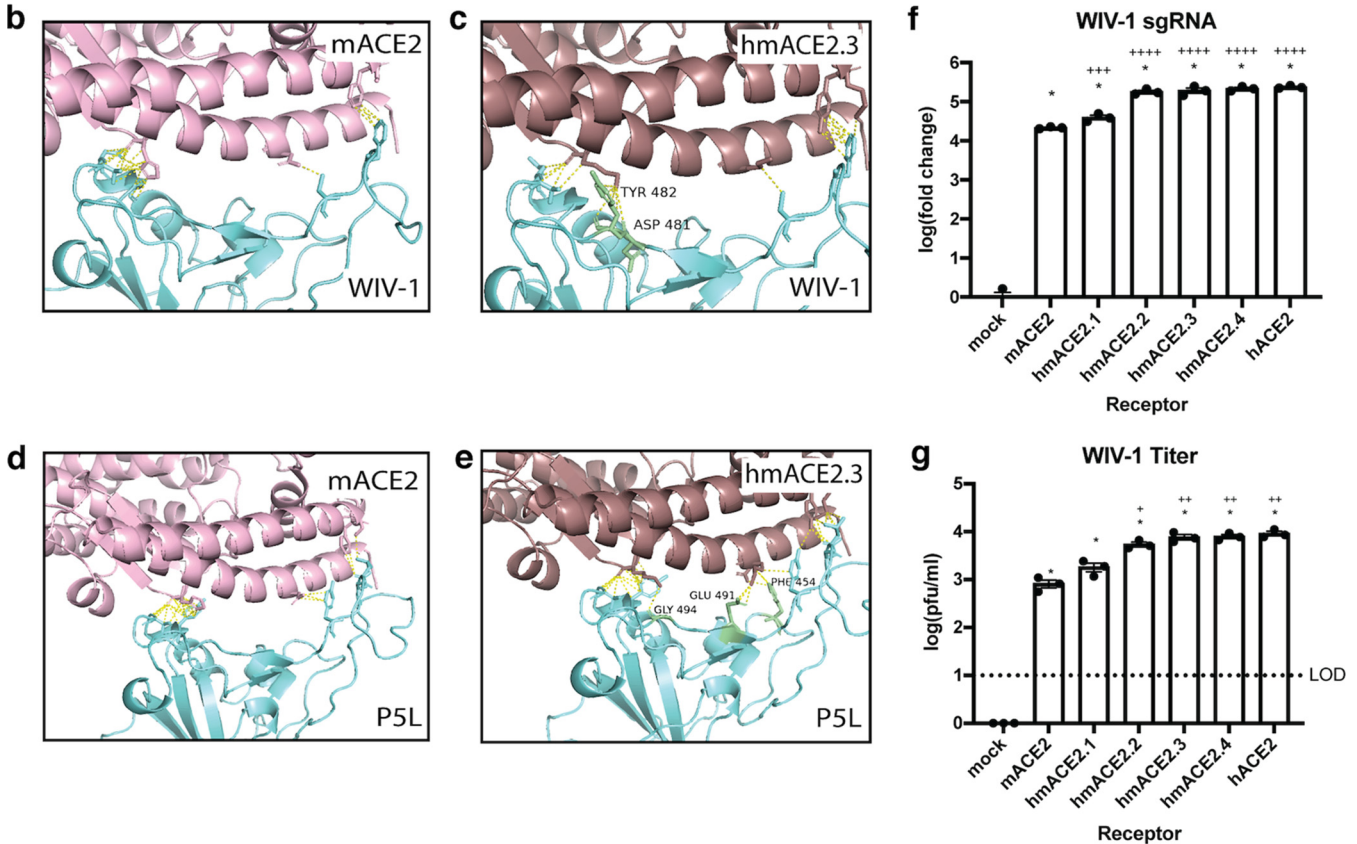 b
mACE2
WIV-1
c
hmACE2.3
TYR 482
ASP 481
WIV-1
d
mACE2
P5L
e
hmACE2.3
PHE 454
GLU 491
GLY 494
P5L
f
WIV-1 sgRNA
++++ ++++ ++++ ++++
+++ * * * *
* *
log(fold change)
6
5
4
3
2
1
0
mock
mACE2
hmACE2.1
hmACE2.2
hmACE2.3
hmACE2.4
hACE2
Receptor
g
WIV-1 Titer
++ ++ ++
+ * * *
* *
*
log(pfu/ml)
5
4
3
2
1
0
LOD
mock
mACE2
hmACE2.1
hmACE2.2
hmACE2.3
hmACE2.4
hACE2
Receptor